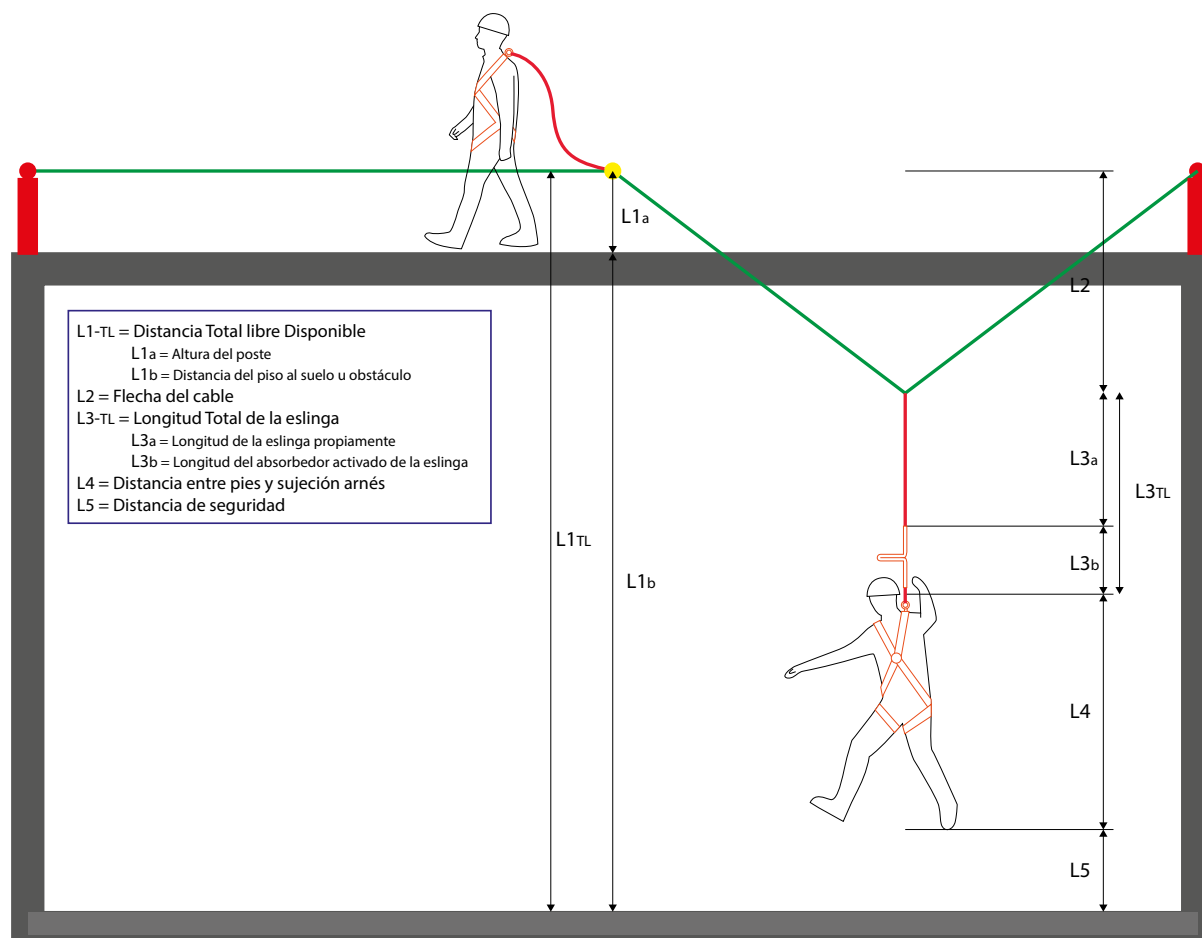 L1a
L2
L1-TL = Distancia Total libre Disponible
L1a = Altura del poste
L1b = Distancia del piso al suelo u obstáculo
L2 = Flecha del cable
L3-TL = Longitud Total de la eslinga
L3a = Longitud de la eslinga propiamente
L3b = Longitud del absorbedor activado de la eslinga
L4 = Distancia entre pies y sujeción arnés
L5 = Distancia de seguridad
L3a
L3TL
L1TL
L3b
L1b
L4
L5